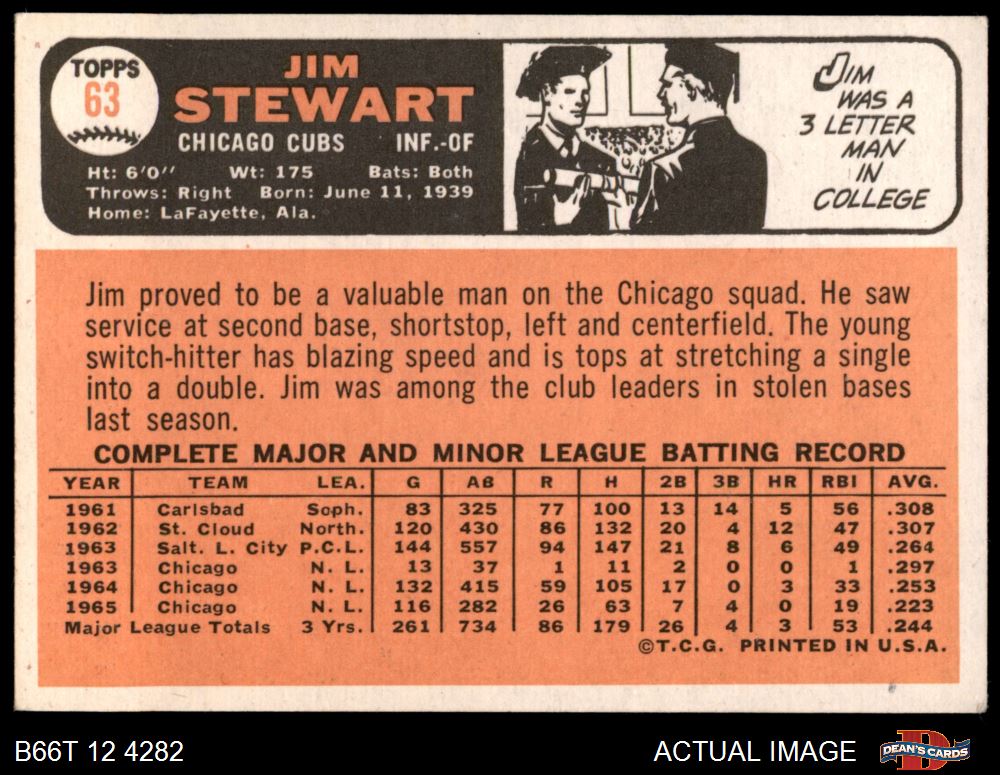 TOPPS
63
JIM
STEWART
CHICAGO CUBS INF.-OF
Ht: 6'0" Wt: 175 Bats: Both
Throws: Right Born: June 11, 1939
Home: LaFayette, Ala.
JIM
WAS A
3 LETTER
MAN
IN
COLLEGE
Jim proved to be a valuable man on the Chicago squad. He saw
service at second base, shortstop, left and centerfield. The young
switch-hitter has blazing speed and is tops at stretching a single
into a double. Jim was among the club leaders in stolen bases
last season.
COMPLETE MAJOR AND MINOR LEAGUE BATTING RECORD
YEAR TEAM LEA. G AB R H 2B 3B HR RBI AVG.
1961 Carlsbad Soph. 83 325 77 100 13 14 5 56 .308
1962 St. Cloud North. 120 430 86 132 20 4 12 47 .307
1963 Salt. L. City P.C.L. 144 557 94 147 21 8 6 49 .264
1963 Chicago N. L. 13 37 1 11 2 0 0 1 .297
1964 Chicago N. L. 132 415 59 105 17 0 3 33 .253
1965 Chicago N. L. 116 282 26 63 7 4 0 19 .223
Major League Totals 3 Yrs. 261 734 86 179 26 4 3 53 .244
©T.C.G. PRINTED IN U.S.A.
B66T 12 4282 ACTUAL IMAGE DEAN'S CARDS